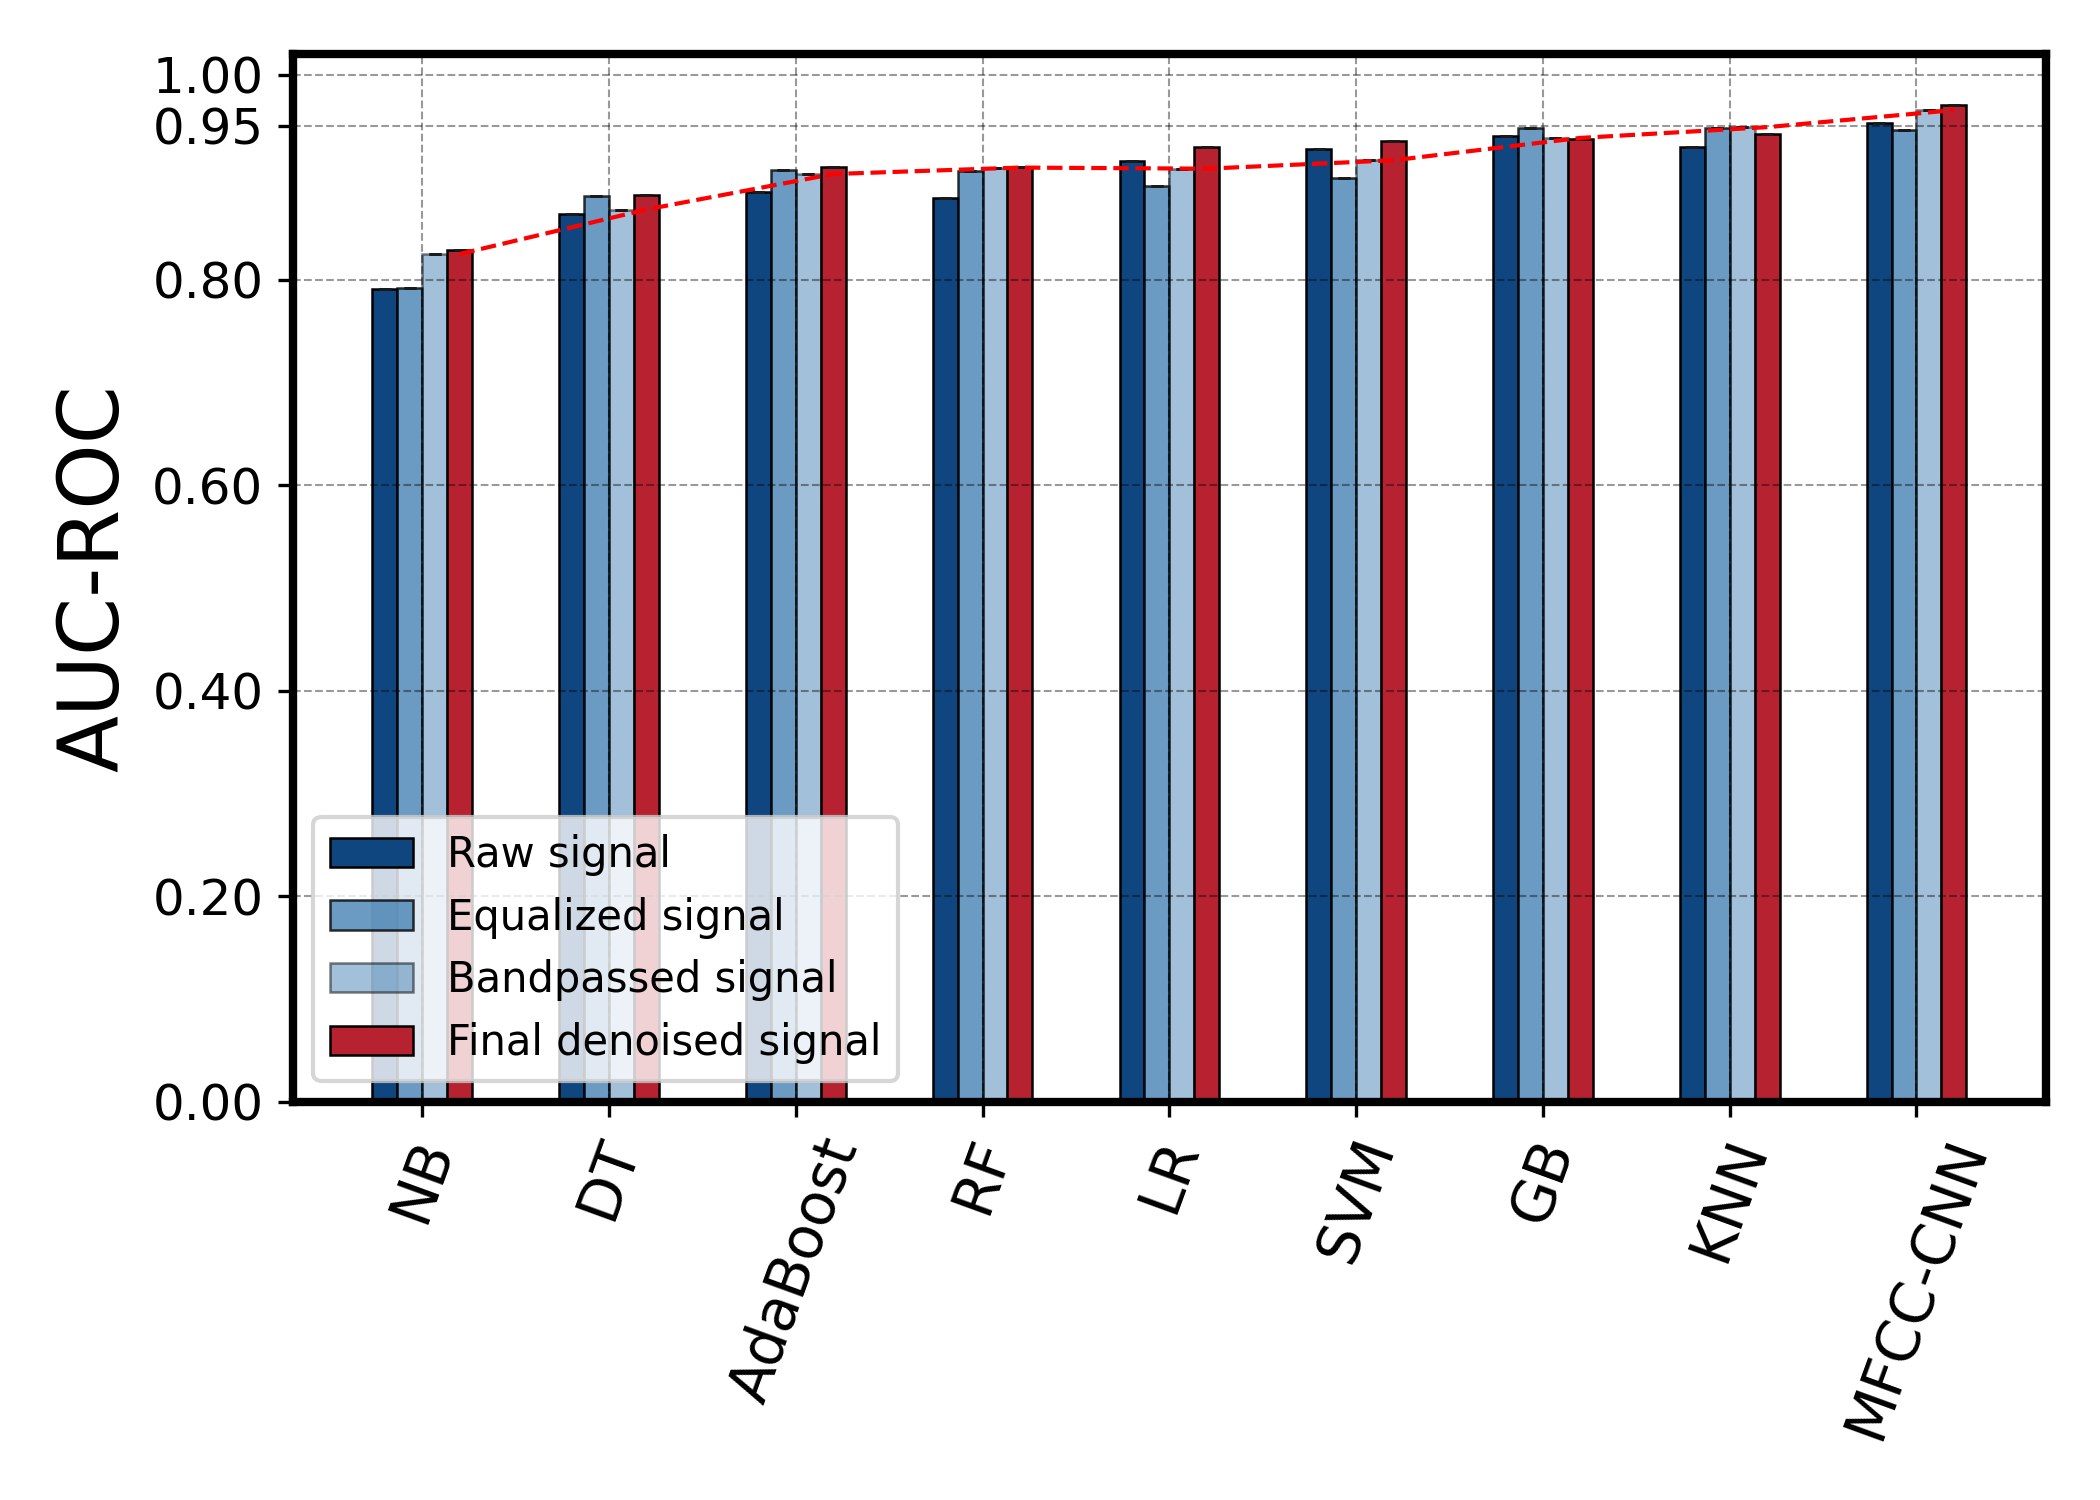 AUC-ROC
1.00
0.95
0.80
0.60
0.40
0.20
0.00
Raw signal
Equalized signal
Bandpassed signal
Final denoised signal
NB
DT
AdaBoost
RF
LR
SVM
GB
KNN
MFCC-CNN